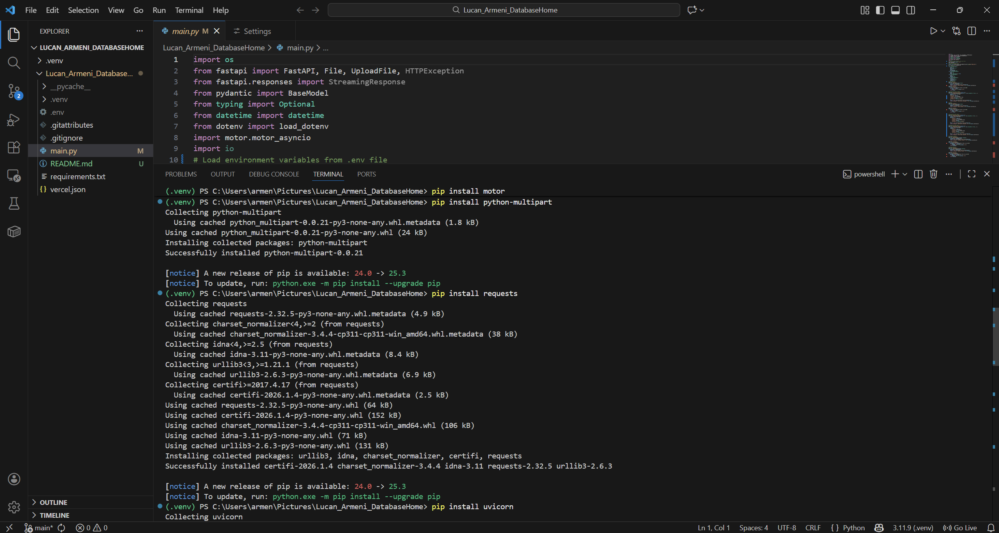 File Edit Selection View Go Run Terminal Help
Lucan_Armeni_DatabaseHome
EXPLORER
LUCAN_ARMENI_DATABASEHOME
.venv
Lucan_Armeni_Database...
__pycache__
.venv
.env
.gitattributes
.gitignore
main.py M
README.md U
requirements.txt
vercel.json
OUTLINE
TIMELINE
main.py M
Settings
Lucan_Armeni_DatabaseHome > main.py > ...
1 import os
2 from fastapi import FastAPI, File, UploadFile, HTTPException
3 from fastapi.responses import StreamingResponse
4 from pydantic import BaseModel
5 from typing import Optional
6 from datetime import datetime
7 from dotenv import load_dotenv
8 import motor.motor_asyncio
9 import io
10 # Load environment variables from .env file
PROBLEMS OUTPUT DEBUG CONSOLE TERMINAL PORTS
powershell
(.venv) PS C:\Users\armen\Pictures\Lucan_Armeni_DatabaseHome> pip install motor
(.venv) PS C:\Users\armen\Pictures\Lucan_Armeni_DatabaseHome> pip install python-multipart
Collecting python-multipart
Using cached python_multipart-0.0.21-py3-none-any.whl.metadata (1.8 kB)
Using cached python_multipart-0.0.21-py3-none-any.whl (24 kB)
Installing collected packages: python-multipart
Successfully installed python-multipart-0.0.21
[notice] A new release of pip is available: 24.0 -> 25.3
[notice] To update, run: python.exe -m pip install --upgrade pip
(.venv) PS C:\Users\armen\Pictures\Lucan_Armeni_DatabaseHome> pip install requests
Collecting requests
Using cached requests-2.32.5-py3-none-any.whl.metadata (4.9 kB)
Collecting charset_normalizer<4,>=2 (from requests)
Using cached charset_normalizer-3.4.4-cp311-cp311-win_amd64.whl.metadata (38 kB)
Collecting idna<4,>=2.5 (from requests)
Using cached idna-3.11-py3-none-any.whl.metadata (8.4 kB)
Collecting urllib3<3,>=1.21.1 (from requests)
Using cached urllib3-2.6.3-py3-none-any.whl.metadata (6.9 kB)
Collecting certifi>=2017.4.17 (from requests)
Using cached certifi-2026.1.4-py3-none-any.whl.metadata (2.5 kB)
Using cached requests-2.32.5-py3-none-any.whl (64 kB)
Using cached certifi-2026.1.4-py3-none-any.whl (152 kB)
Using cached charset_normalizer-3.4.4-cp311-cp311-win_amd64.whl (106 kB)
Using cached idna-3.11-py3-none-any.whl (71 kB)
Using cached urllib3-2.6.3-py3-none-any.whl (131 kB)
Installing collected packages: urllib3, idna, charset_normalizer, certifi, requests
Successfully installed certifi-2026.1.4 charset_normalizer-3.4.4 idna-3.11 requests-2.32.5 urllib3-2.6.3
[notice] A new release of pip is available: 24.0 -> 25.3
[notice] To update, run: python.exe -m pip install --upgrade pip
(.venv) PS C:\Users\armen\Pictures\Lucan_Armeni_DatabaseHome> pip install uvicorn
Collecting uvicorn
2
main* 0 0
Ln 1, Col 1 Spaces: 4 UTF-8 CRLF { } Python 3.11.9 (.venv) Go Live